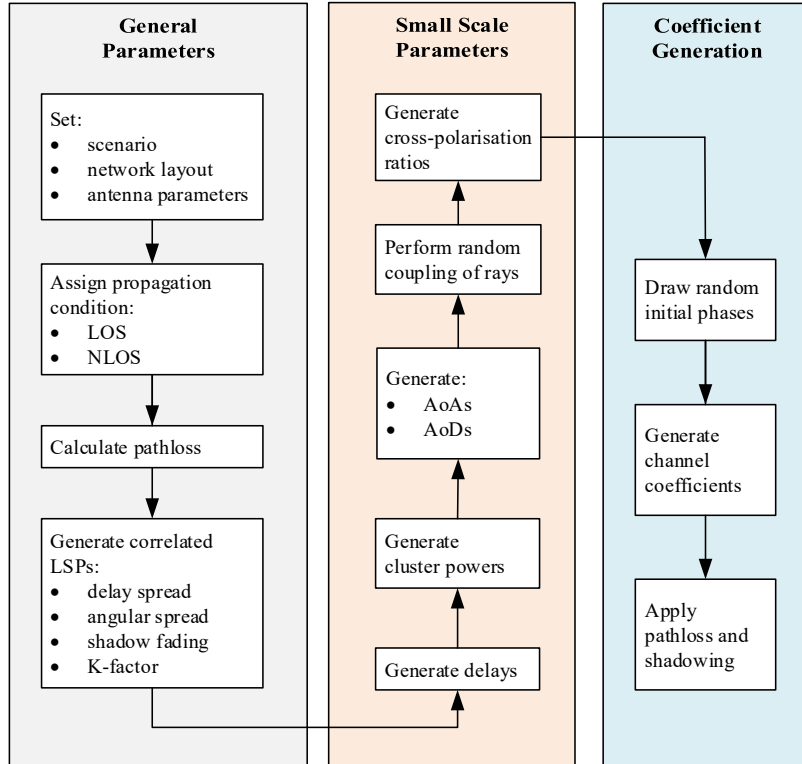 General
Parameters
Set:
• scenario
• network layout
• antenna parameters
Assign propagation
condition:
• LOS
• NLOS
Calculate pathloss
Generate correlated
LSPs:
• delay spread
• angular spread
• shadow fading
• K-factor
Small Scale
Parameters
Generate
cross-polarisation
ratios
Perform random
coupling of rays
Generate:
• AoAs
• AoDs
Generate
cluster powers
Generate delays
Coefficient
Generation
Draw random
initial phases
Generate
channel
coefficients
Apply
pathloss and
shadowing